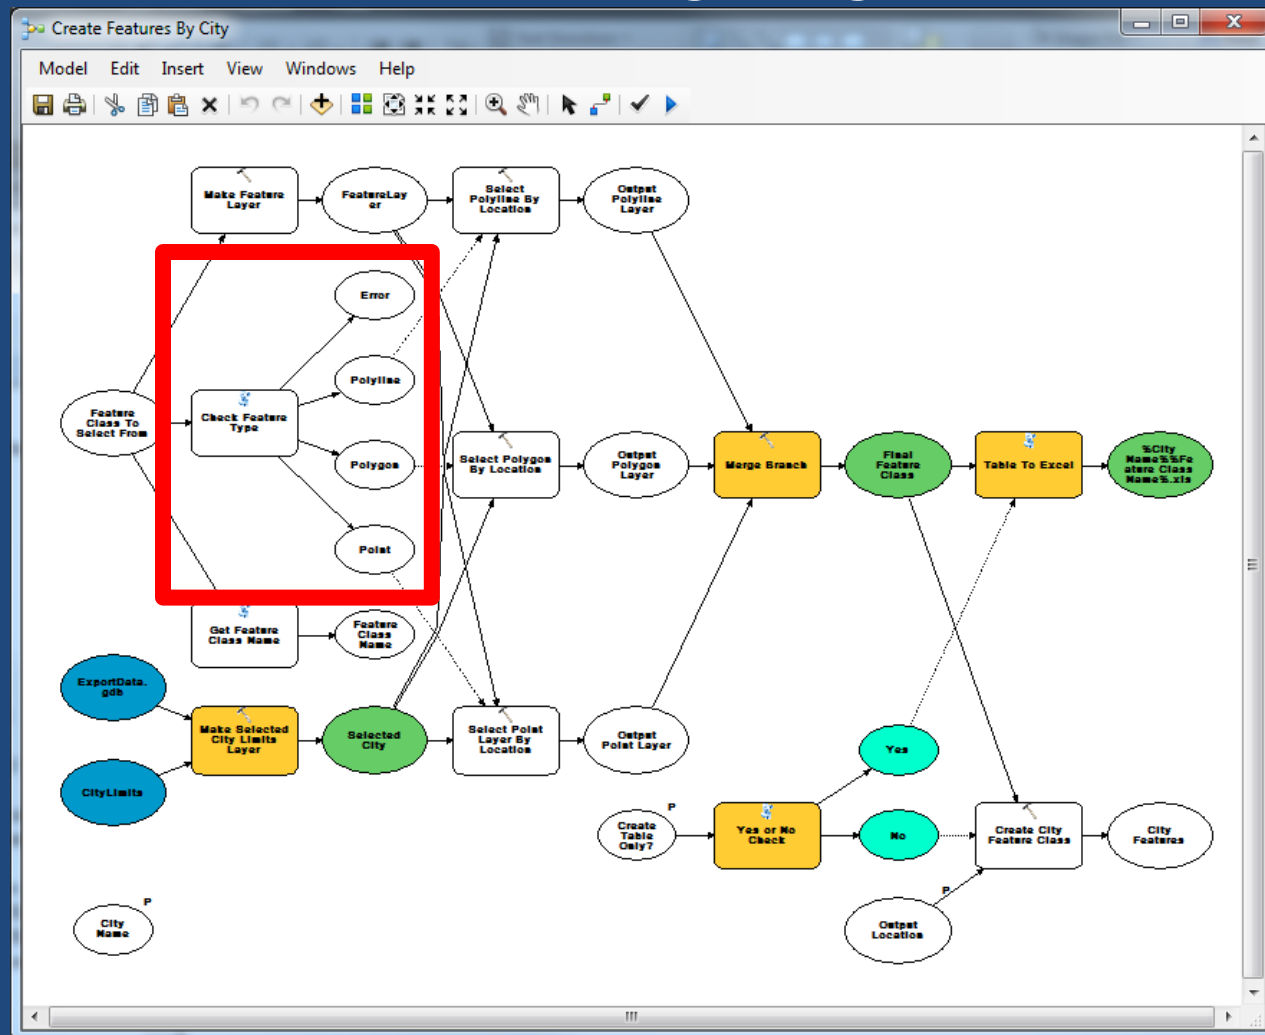 Create Features By City
Model Edit Insert View Windows Help
Make Feature
Layer
FeatureLay
er
Select
Polyline By
Location
Output
Polyline
Layer
Error
Polyline
Feature
Class To
Select From
Check Feature
Type
Polygon
Select Polygon
By Location
Output
Polygon
Layer
Merge Branch
Final
Feature
Class
Table To Excel
%City
Name%%Fe
ature Class
Name%.xls
Point
Get Feature
Class Name
Feature
Class
Name
ExportData.
gdb
Make Selected
City Limits
Layer
Selected
City
Select Point
Layer By
Location
Output
Point Layer
Yes
CityLimits
P
Create
Table
Only?
Yes or No
Check
No
Create City
Feature Class
City
Features
P
P
City
Name
Output
Location